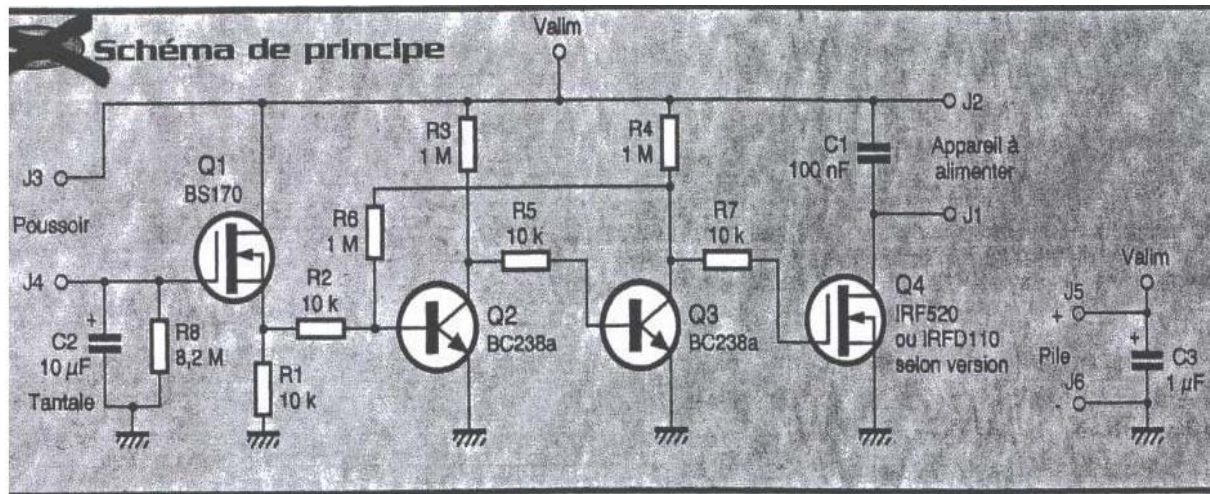 Schéma de principe
Valim
J3
Poussoir
J4
Q1
BS170
C2
10 µF
Tantale
+
R8
8,2 M
R1
10 k
R2
10 k
R6
1 M
R3
1 M
Q2
BC238a
R5
10 k
R4
1 M
Q3
BC238a
R7
10 k
C1
100 nF
J2
Appareil à
alimenter
J1
Q4
IRF520
ou IRFD110
selon version
Valim
J5
+
Pile
J6
-
+
C3
1 µF